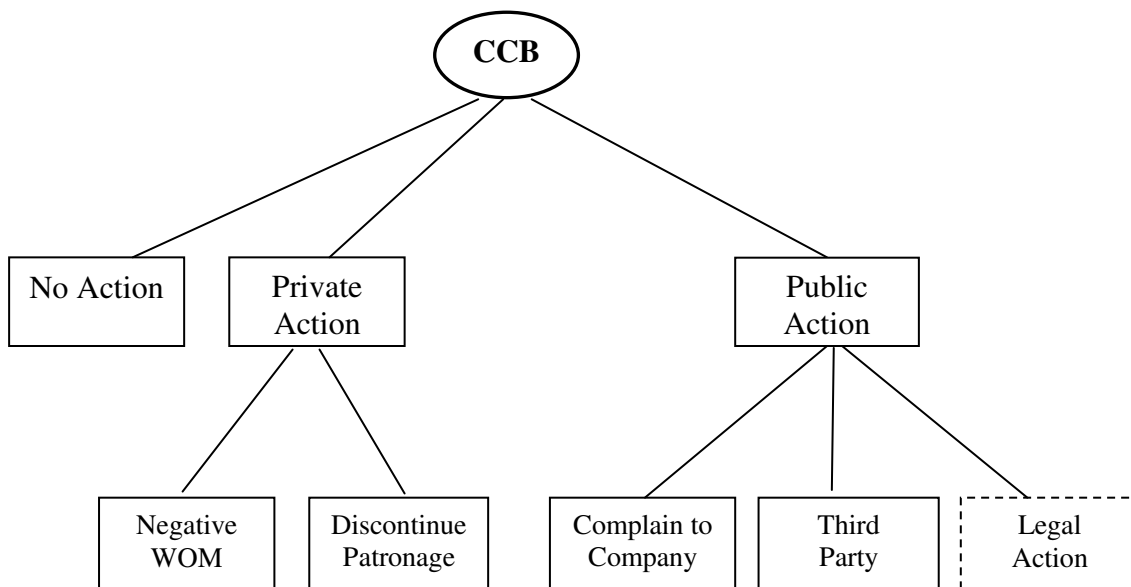 CCB
No Action
Private
Action
Public
Action
Negative
WOM
Discontinue
Patronage
Complain to
Company
Third
Party
Legal
Action